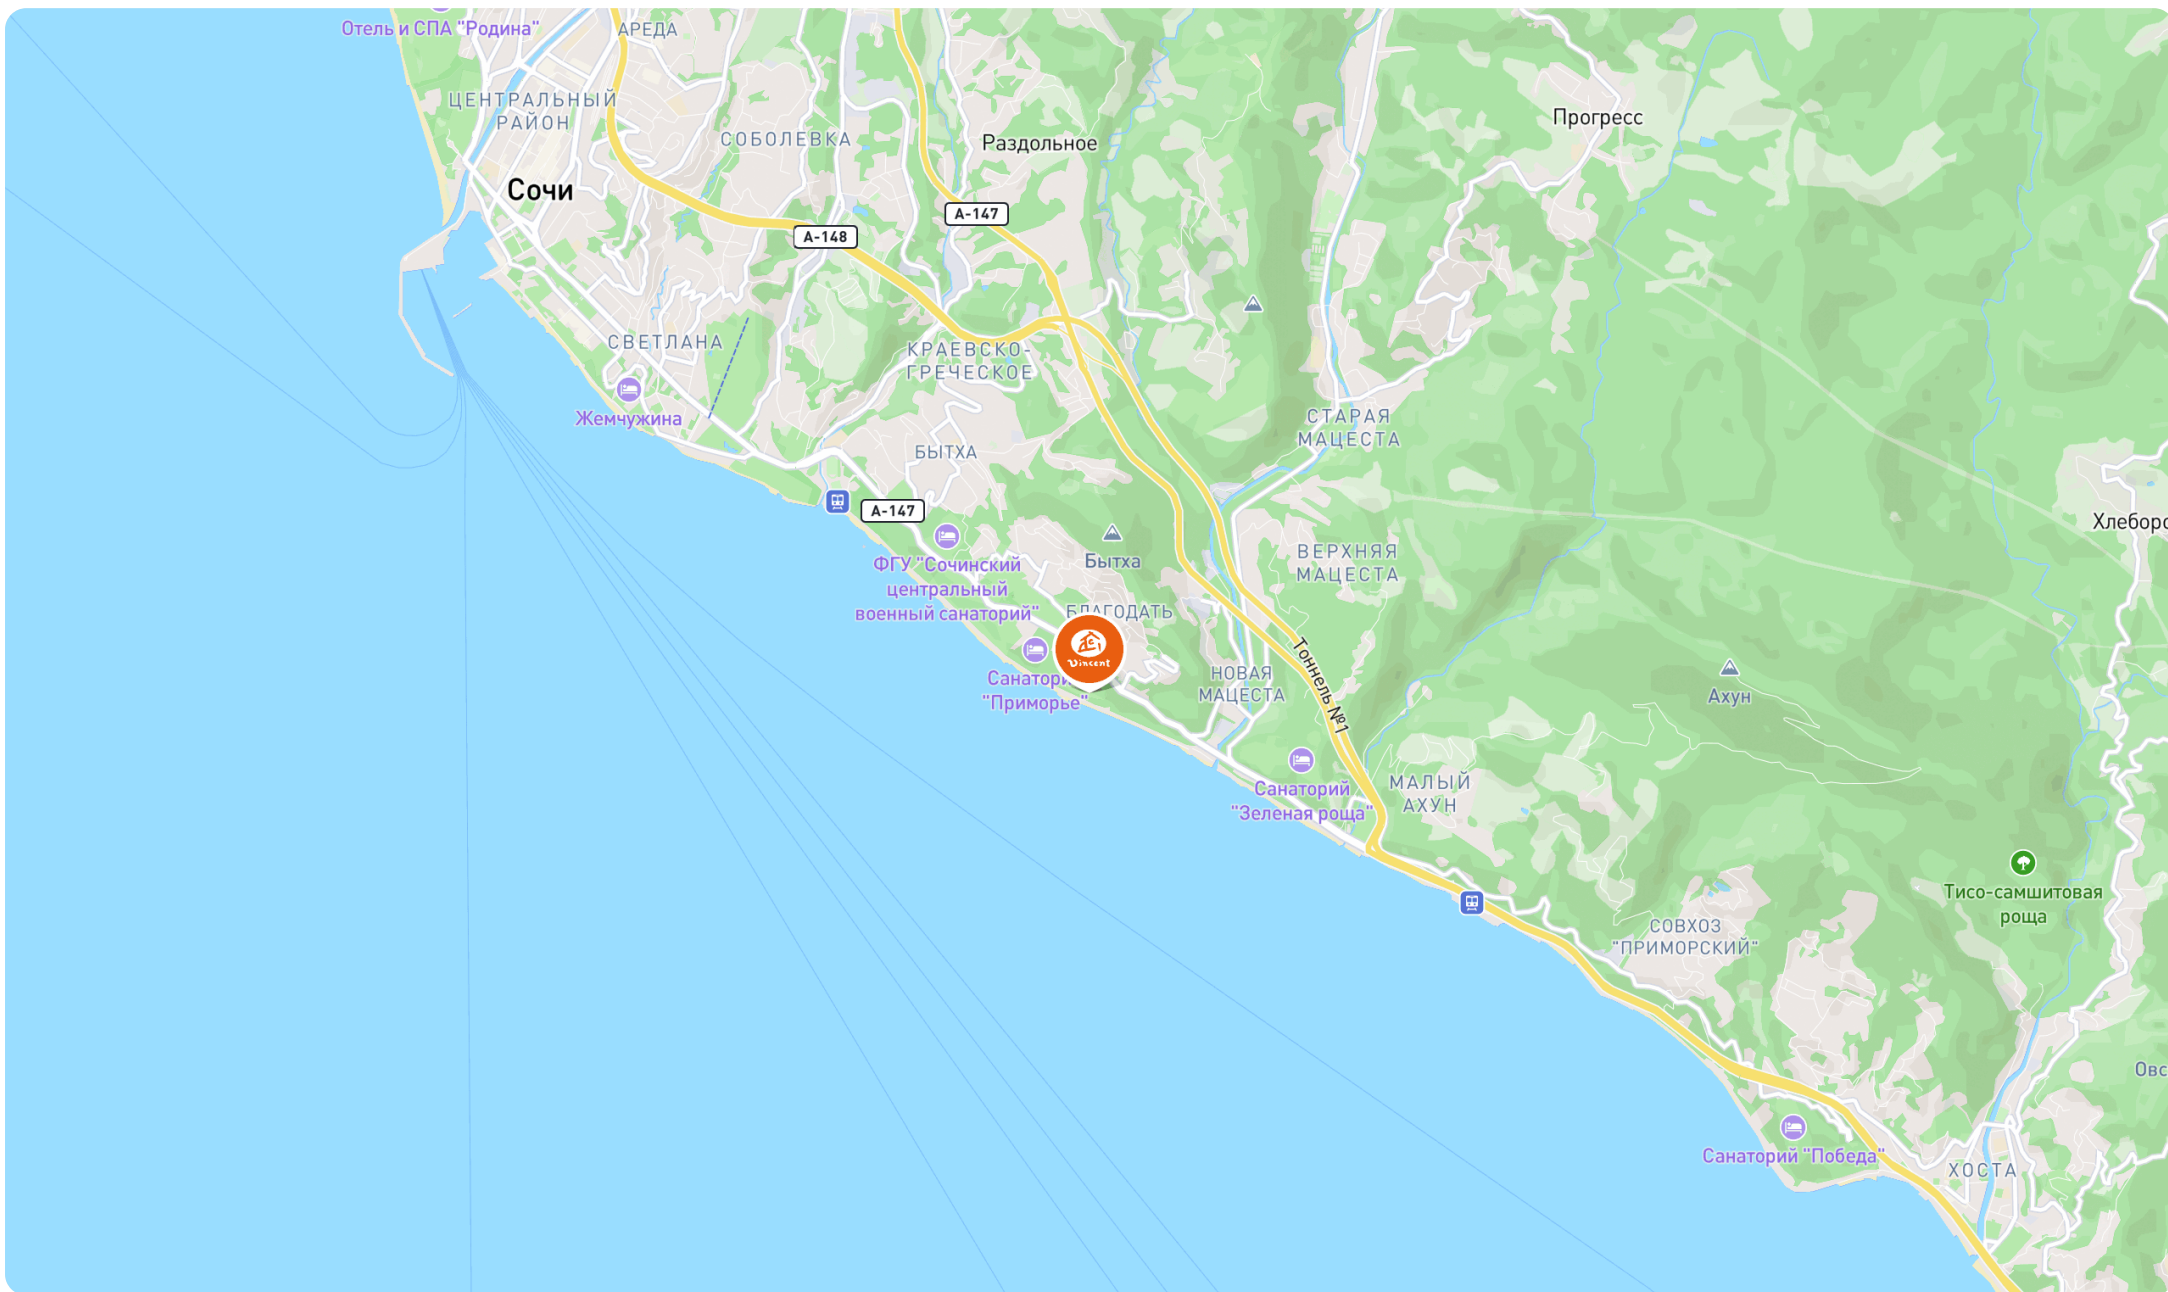 Отель и СПА "Родина"
АРЕДА
ЦЕНТРАЛЬНЫЙ
РАЙОН
СОБОЛЕВКА
Раздольное
Прогресс
Сочи
А-147
А-148
СВЕТЛАНА
КРАЕВСКО-
ГРЕЧЕСКОЕ
Жемчужина
СТАРАЯ
МАЦЕСТА
БЫТХА
А-147
Хлеборо
Бытха
ФГУ "Сочинский
центральный
военный санаторий"
ВЕРХНЯЯ
МАЦЕСТА
БЛАГОДАТЬ
Vincent
Санатори
"Приморье"
НОВАЯ
МАЦЕСТА
Тоннель №1
Ахун
Санаторий
"Зеленая роща"
МАЛЫЙ
АХУН
Тисо-самшитовая
роща
СОВХОЗ
"ПРИМОРСКИЙ"
Овс
Санаторий "Победа"
ХОСТА